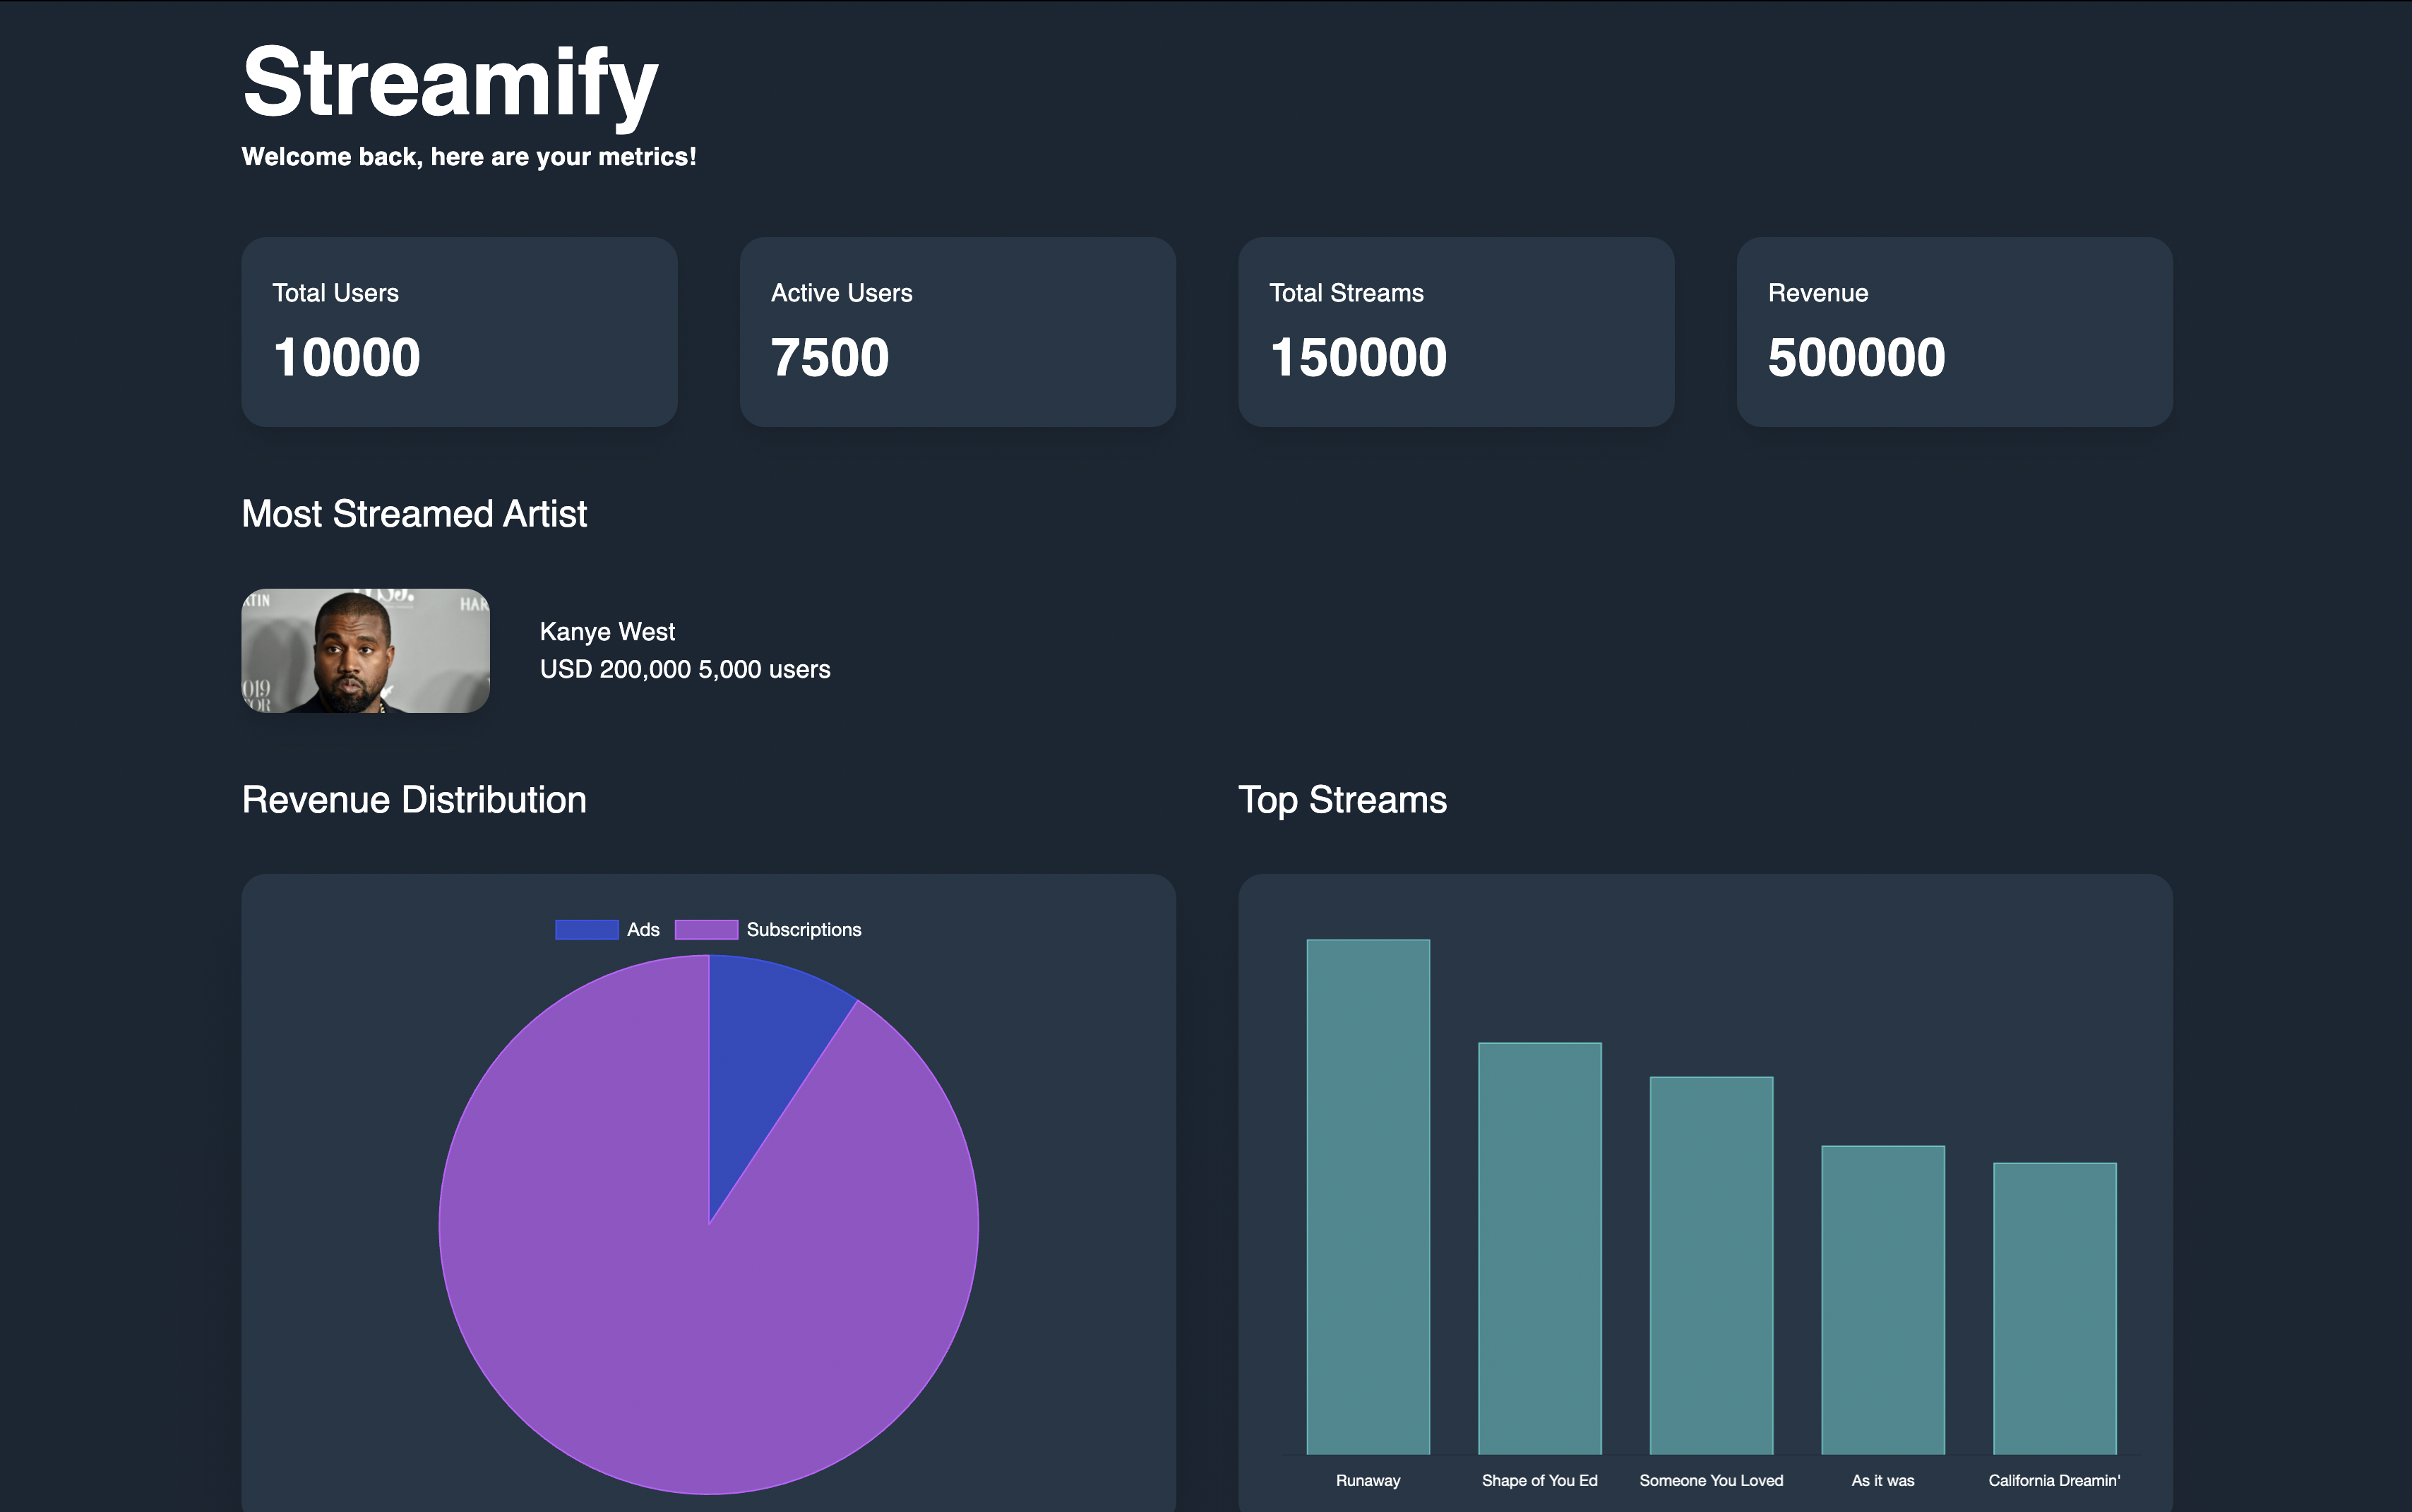 Streamify
Welcome back, here are your metrics!
Total Users
10000
Active Users
7500
Total Streams
150000
Revenue
500000
Most Streamed Artist
019
Kanye West
USD 200,000 5,000 users
Revenue Distribution
Ads
Subscriptions
Top Streams
Runaway
Shape of You Ed
Someone You Loved
As it was
California Dreamin'